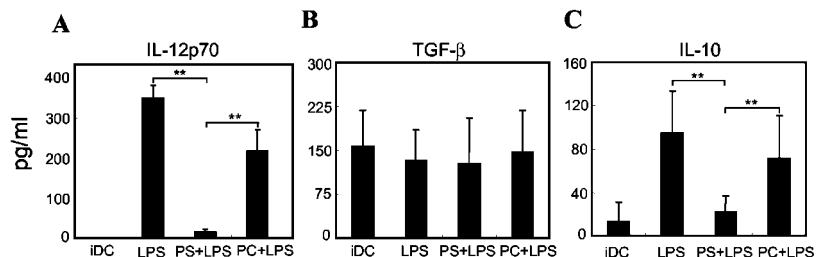 A
B
C
IL-12p70
TGF-β
IL-10
pg/ml
400
300
200
100
0
**
**
iDC LPS PS+LPS PC+LPS
300
225
150
75
0
iDC LPS PS+LPS PC+LPS
160
120
80
40
0
**
**
iDC LPS PS+LPS PC+LPS